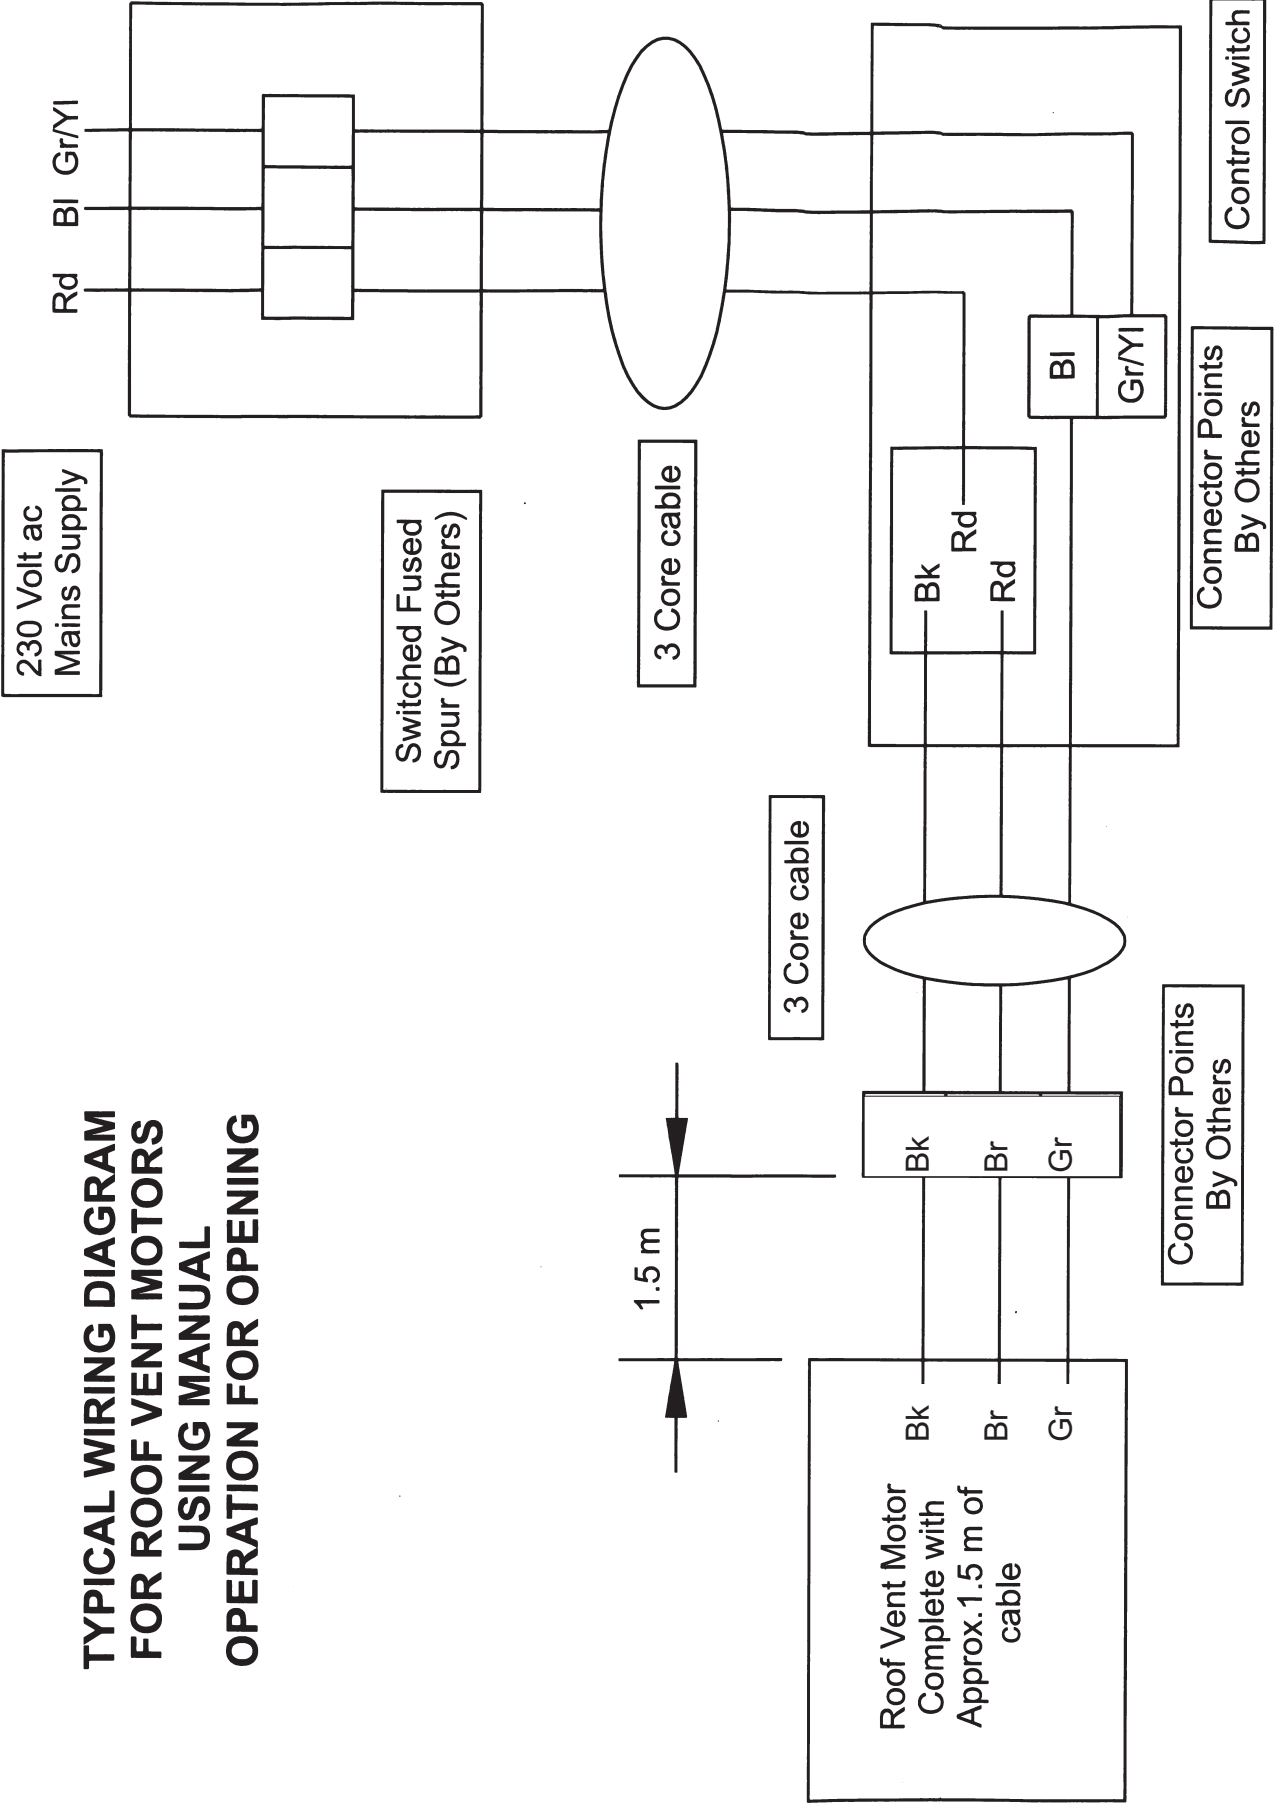 TYPICAL WIRING DIAGRAM
FOR ROOF VENT MOTORS
USING MANUAL
OPERATION FOR OPENING
230 Volt ac
Mains Supply
Rd
Bl
Gr/Yl
Switched Fused
Spur (By Others)
3 Core cable
1.5 m
3 Core cable
Roof Vent Motor
Complete with
Approx.1.5 m of
cable
Bk
Br
Gr
Bk
Br
Gr
Bk
Rd
Rd
Bl
Gr/Yl
Connector Points
By Others
Connector Points
By Others
Control Switch